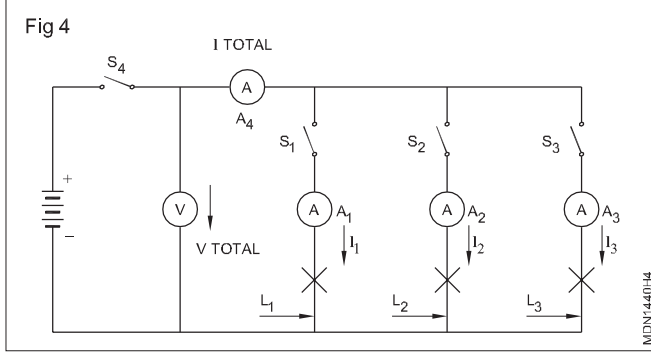 Fig 4
I TOTAL
S4
A
A4
S1
S2
S3
+
–
V
V TOTAL
A A1
A A2
A A3
I1
I2
I3
L1
L2
L3
MDN1440H4